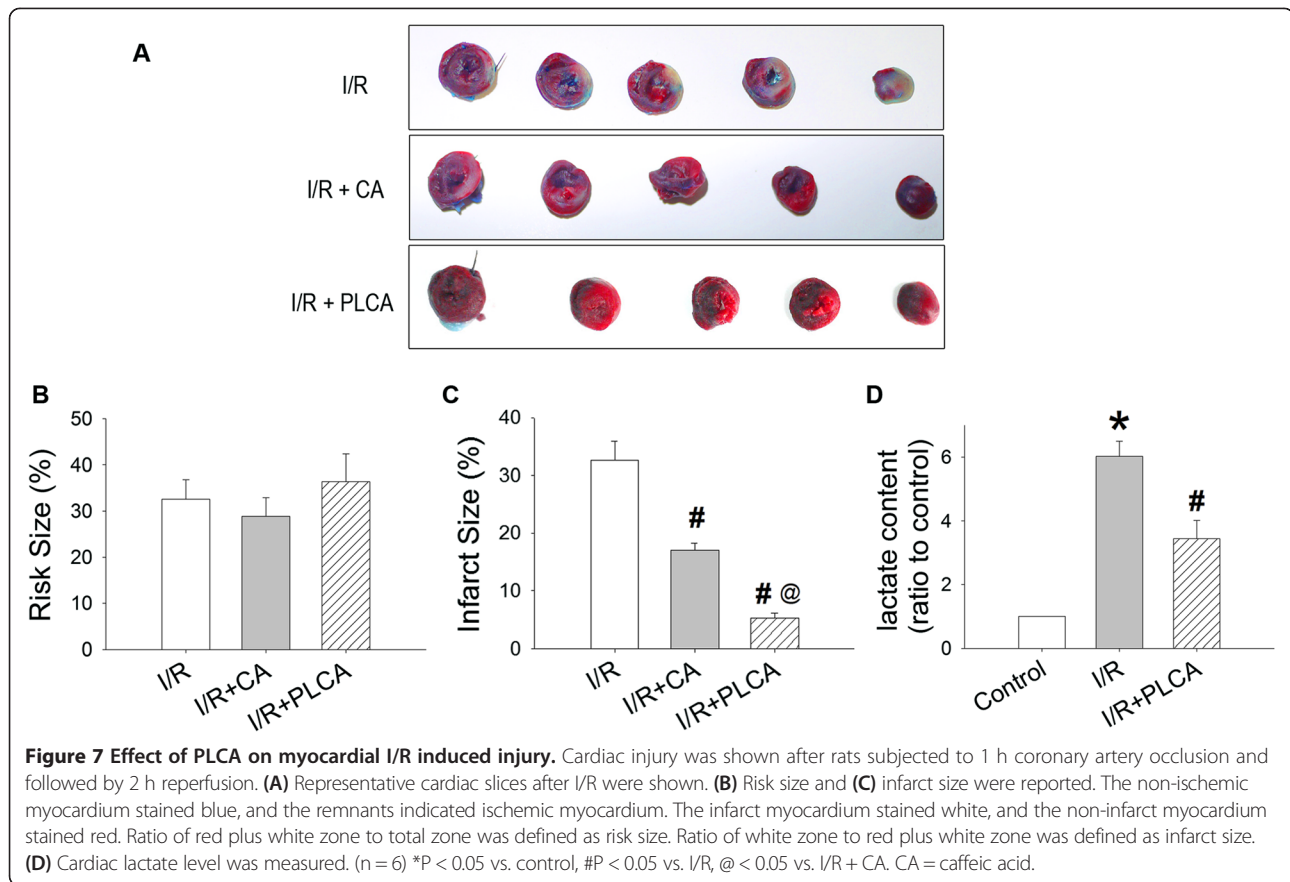 A
I/R
I/R + CA
I/R + PLCA
B
Risk Size (%)
50
40
30
20
10
0
I/R
I/R+CA
I/R+PLCA
C
Infarct Size (%)
40
30
20
10
0
#
# @
I/R
I/R+CA
I/R+PLCA
D
lactate content
(ratio to control)
6
4
2
0
*
#
Control
I/R
I/R+PLCA
Figure 7 Effect of PLCA on myocardial I/R induced injury. Cardiac injury was shown after rats subjected to 1 h coronary artery occlusion and
followed by 2 h reperfusion. (A) Representative cardiac slices after I/R were shown. (B) Risk size and (C) infarct size were reported. The non-ischemic
myocardium stained blue, and the remnants indicated ischemic myocardium. The infarct myocardium stained white, and the non-infarct myocardium
stained red. Ratio of red plus white zone to total zone was defined as risk size. Ratio of white zone to red plus white zone was defined as infarct size.
(D) Cardiac lactate level was measured. (n = 6) *P < 0.05 vs. control, #P < 0.05 vs. I/R, @ < 0.05 vs. I/R + CA. CA = caffeic acid.